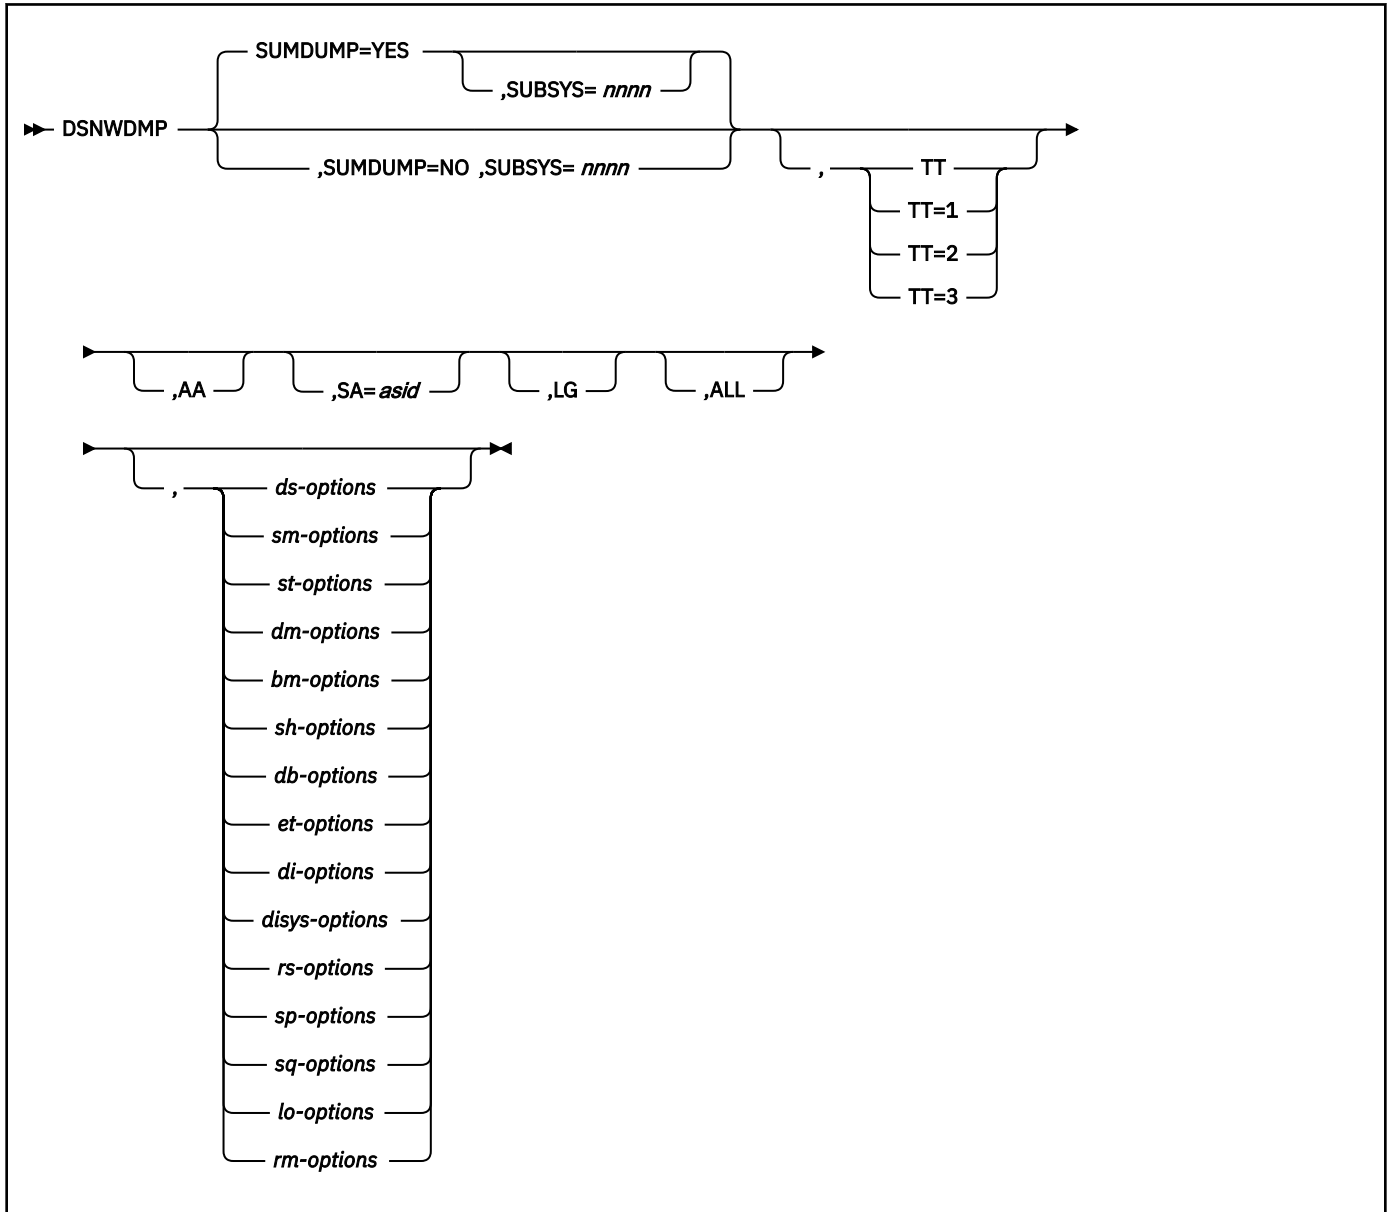 SUMDUMP=YES
,SUBSYS= nnnn
DSNWDMP
,SUMDUMP=NO ,SUBSYS= nnnn
, TT
TT=1
TT=2
TT=3
,AA ,SA= asid ,LG ,ALL
, ds-options
sm-options
st-options
dm-options
bm-options
sh-options
db-options
et-options
di-options
disys-options
rs-options
sp-options
sq-options
lo-options
rm-options